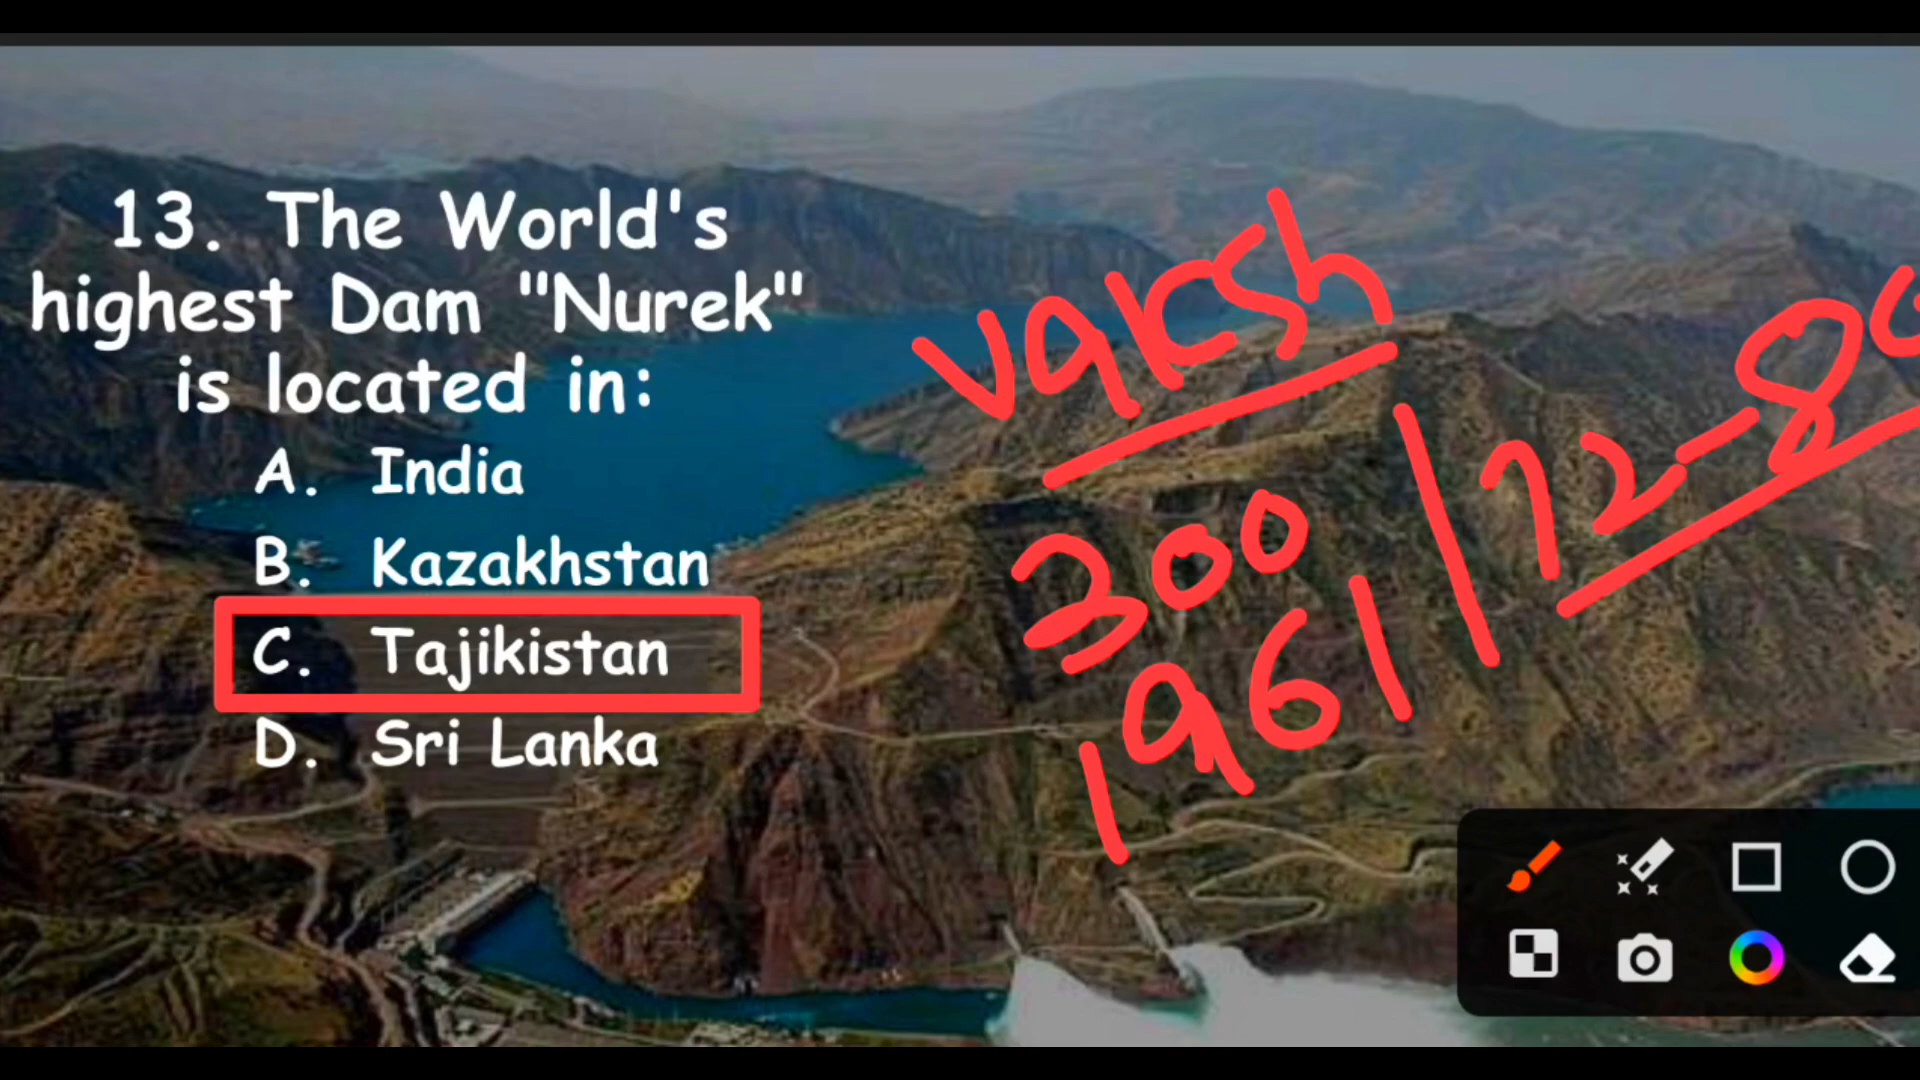 13. The World's
highest Dam "Nurek"
is located in:
A. India
B. Kazakhstan
C. Tajikistan
D. Sri Lanka
Vaksh
300
1961
72-80